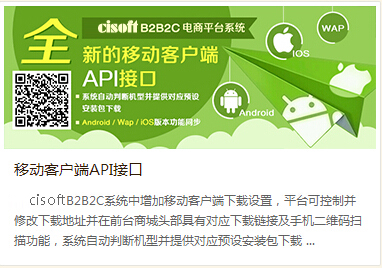 cisoft B2B2C 电商平台系统
全新的移动客户端
API接口
系统自动判断机型并提供对应预设
安装包下载
Android / Wap / iOS版本功能同步
iOS
WAP
Android
移动客户端API接口
cisoftB2B2C系统中增加移动客户端下载设置，平台可控制并
修改下载地址并在前台商城头部具有对应下载链接及手机二维码扫
描功能，系统自动判断机型并提供对应预设安装包下载 ...